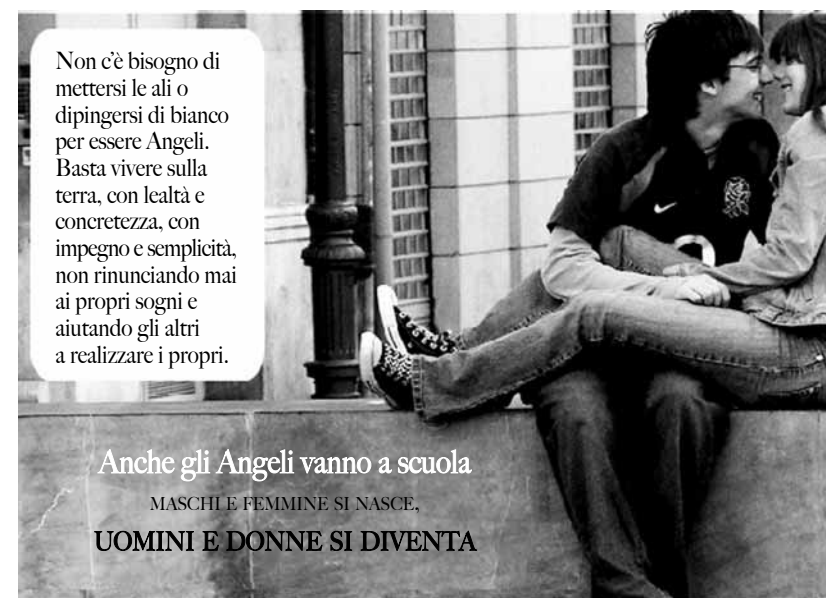 Non c'è bisogno di
mettersi le ali o
dipingersi di bianco
per essere Angeli.
Basta vivere sulla
terra, con lealtà e
concretezza, con
impegno e semplicità,
non rinunciando mai
ai propri sogni e
aiutando gli altri
a realizzare i propri.
Anche gli Angeli vanno a scuola
MASCHI E FEMMINE SI NASCE,
UOMINI E DONNE SI DIVENTA